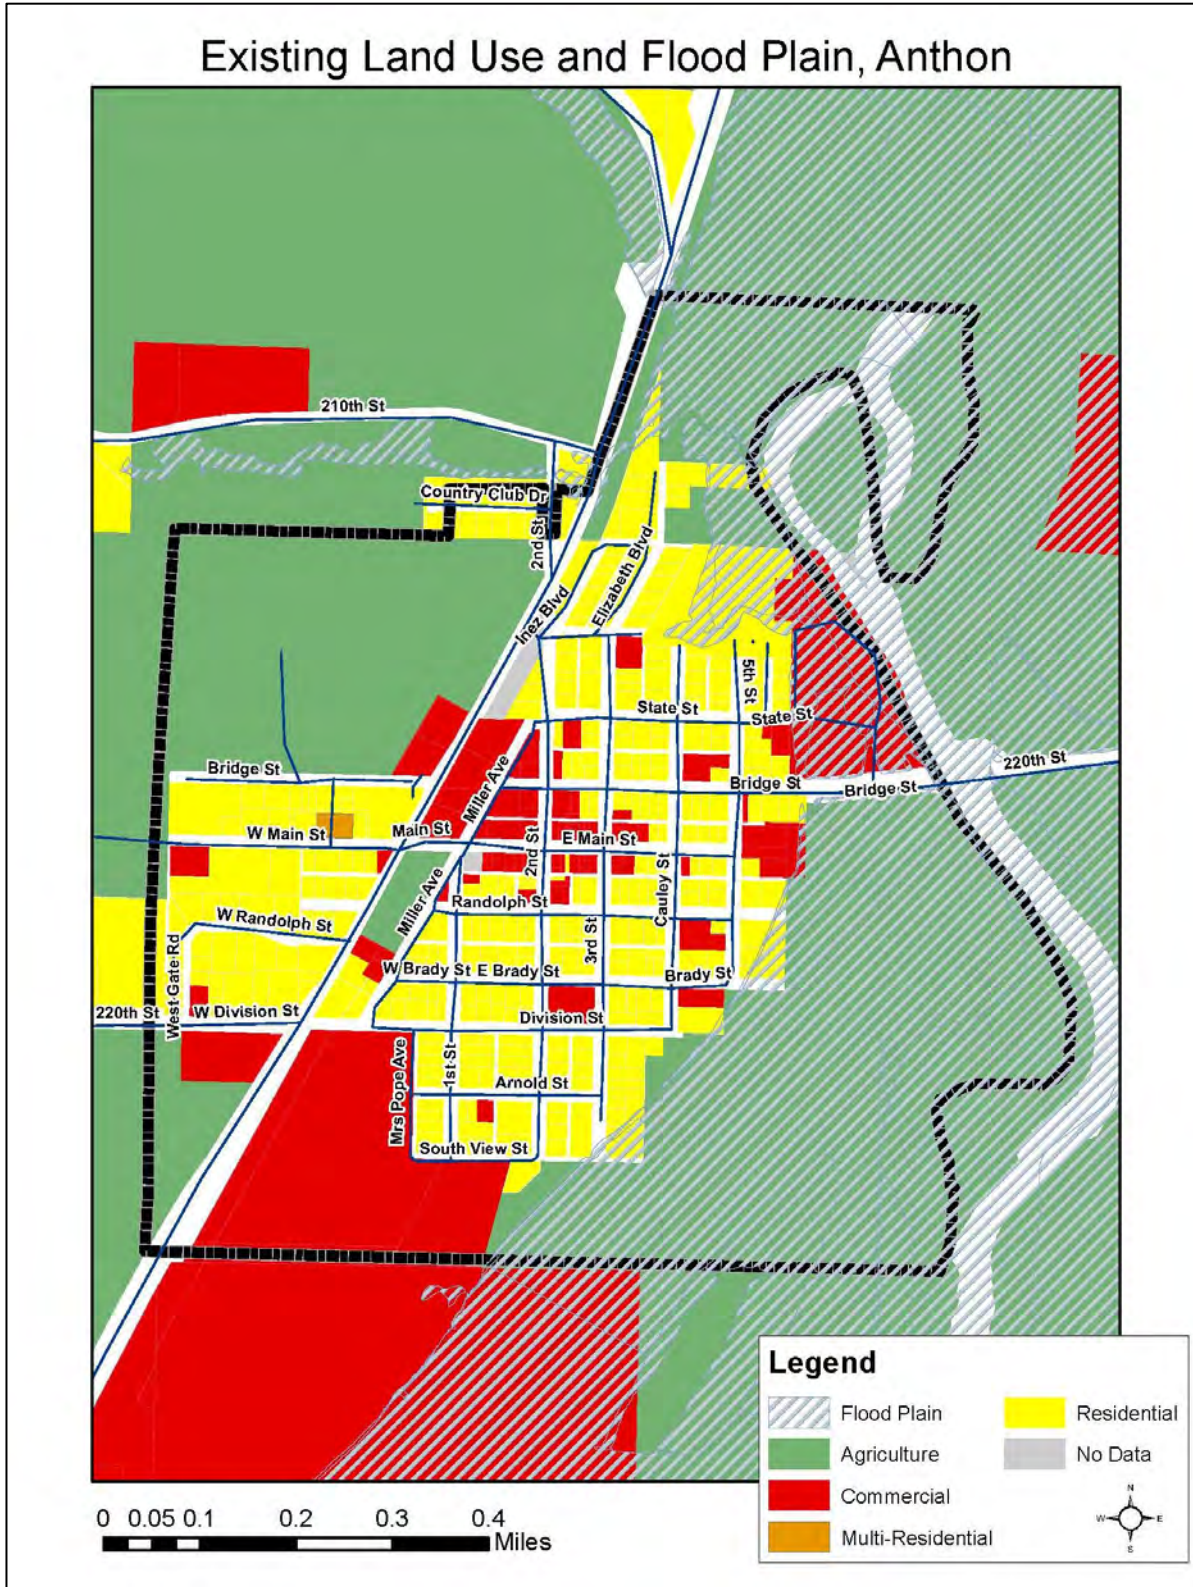 Existing Land Use and Flood Plain, Anthon
210th St
Country Club Dr
2nd St
Inez Blvd
Elizabeth Blvd
5th St
State St
State St
220th St
Bridge St
Miller Ave
Bridge St
Bridge St
W Main St
Main St
E Main St
2nd St
Cauley St
Miller Ave
Randolph St
W Randolph St
3rd St
West Gate Rd
W Brady St
E Brady St
Brady St
220th St
W Division St
Division St
Mrs Pope Ave
1st St
Arnold St
South View St
Legend
Flood Plain
Residential
Agriculture
No Data
Commercial
Multi-Residential
N
W
E
S
0 0.05 0.1 0.2 0.3 0.4
Miles